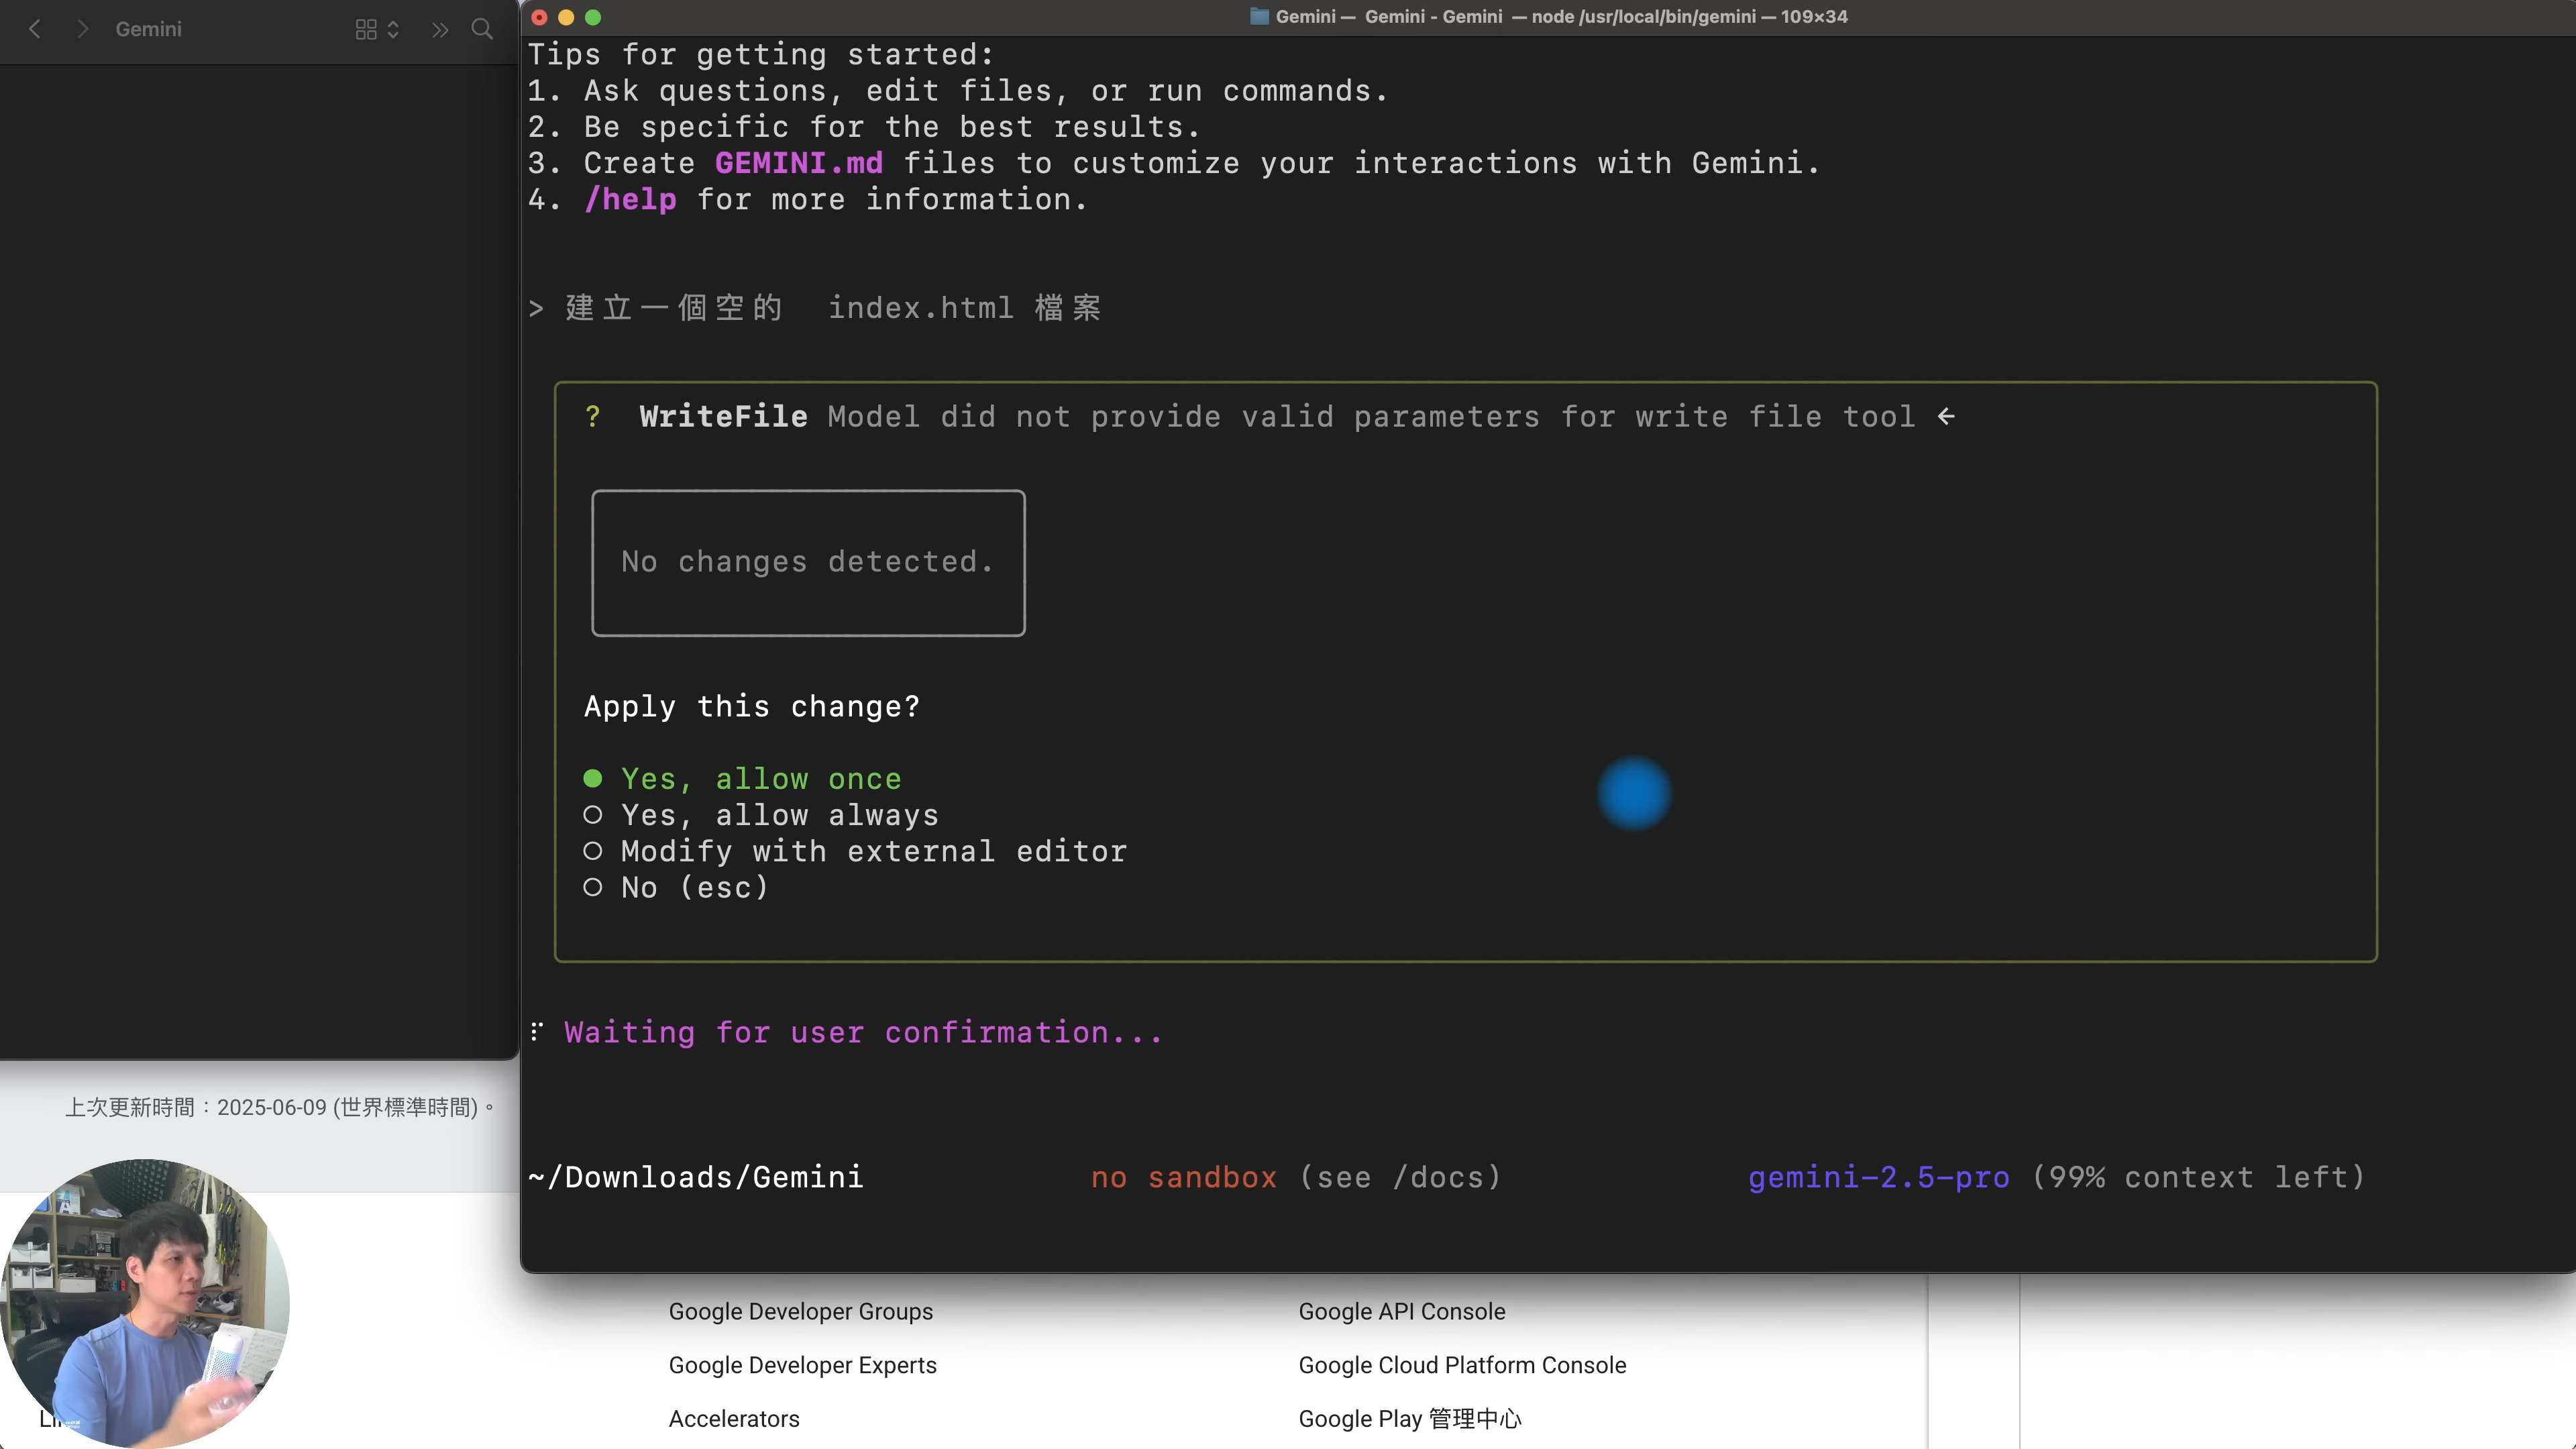 Gemini
Gemini — Gemini - Gemini — node /usr/local/bin/gemini — 109×34
Tips for getting started:
1. Ask questions, edit files, or run commands.
2. Be specific for the best results.
3. Create GEMINI.md files to customize your interactions with Gemini.
4. /help for more information.
> 建立一個空的 index.html 檔案
? WriteFile Model did not provide valid parameters for write file tool ←
No changes detected.
Apply this change?
● Yes, allow once
○ Yes, allow always
○ Modify with external editor
○ No (esc)
⠏ Waiting for user confirmation...
~/Downloads/Gemini no sandbox (see /docs) gemini-2.5-pro (99% context left)
上次更新時間：2025-06-09 (世界標準時間)。
Google Developer Groups Google API Console
Google Developer Experts Google Cloud Platform Console
Accelerators Google Play 管理中心